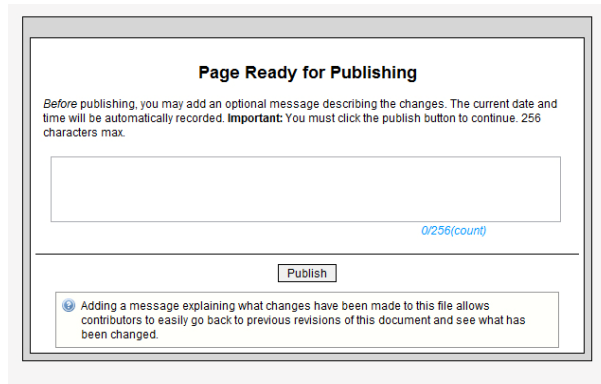 Page Ready for Publishing
Before publishing, you may add an optional message describing the changes. The current date and
time will be automatically recorded. Important: You must click the publish button to continue. 256
characters max.
0/256(count)
Publish
Adding a message explaining what changes have been made to this file allows
contributors to easily go back to previous revisions of this document and see what has
been changed.